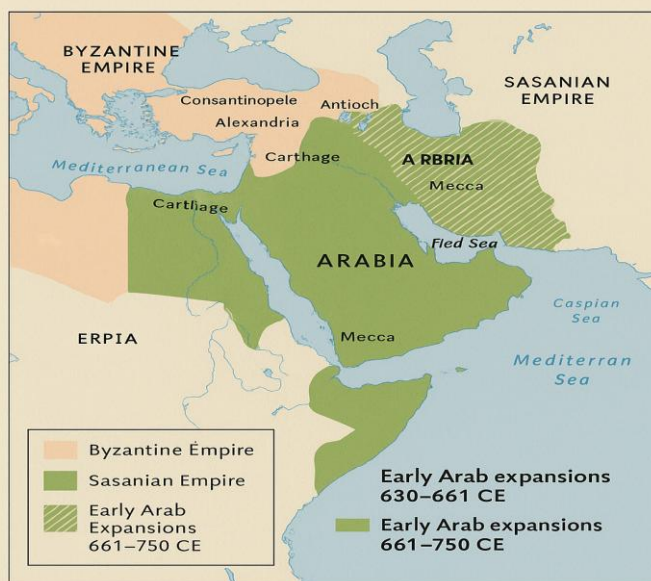 BYZANTINE
EMPIRE
SASANIAN
EMPIRE
Consantinopele
Antioch
Alexandria
Carthage
A RBRIA
Mecca
Mediterranean Sea
Carthage
Fled Sea
ARABIA
Caspian
Sea
ERPIA
Mecca
Mediterran
Sea
Byzantine Empire
Sasanian Empire
Early Arab
Expansions
661–750 CE
Early Arab expansions
630–661 CE
Early Arab expansions
661–750 CE